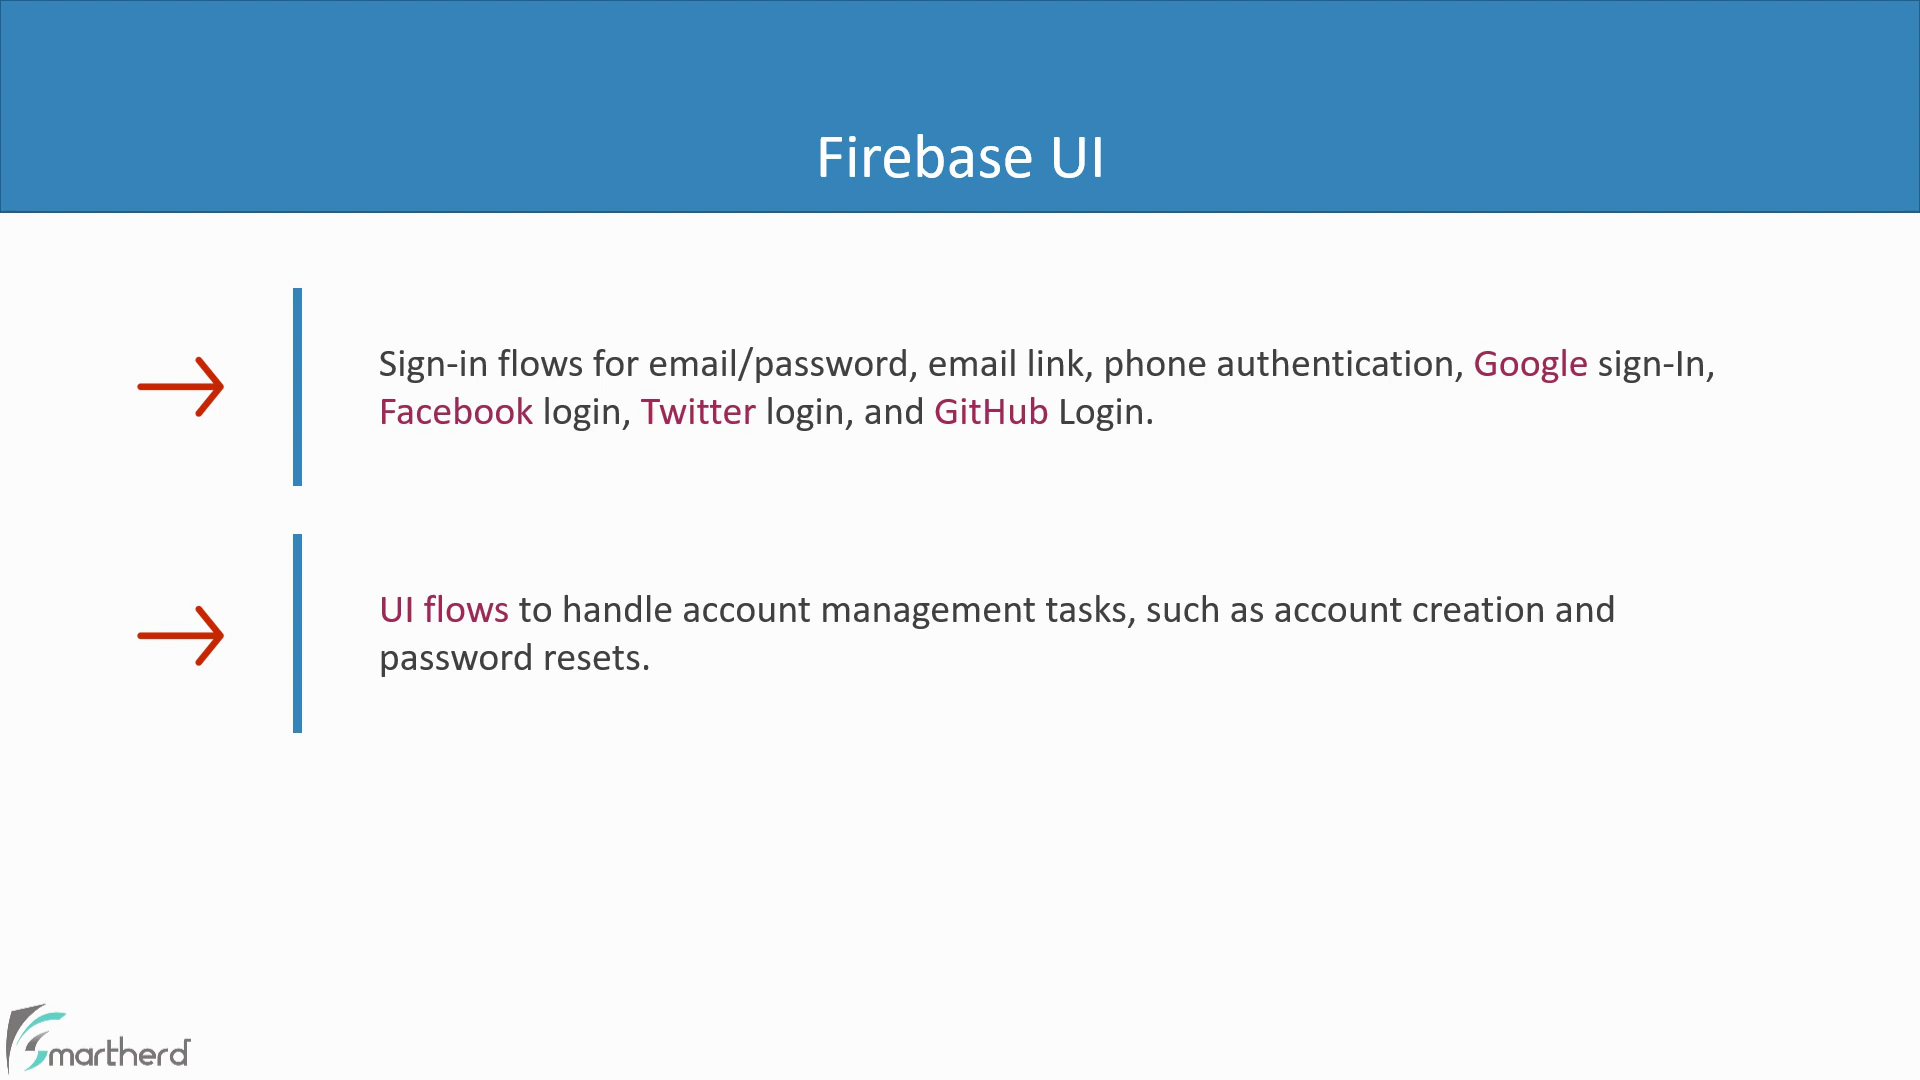 Firebase UI
Sign-in flows for email/password, email link, phone authentication, Google sign-In,
Facebook login, Twitter login, and GitHub Login.
UI flows to handle account management tasks, such as account creation and
password resets.
Smartherd